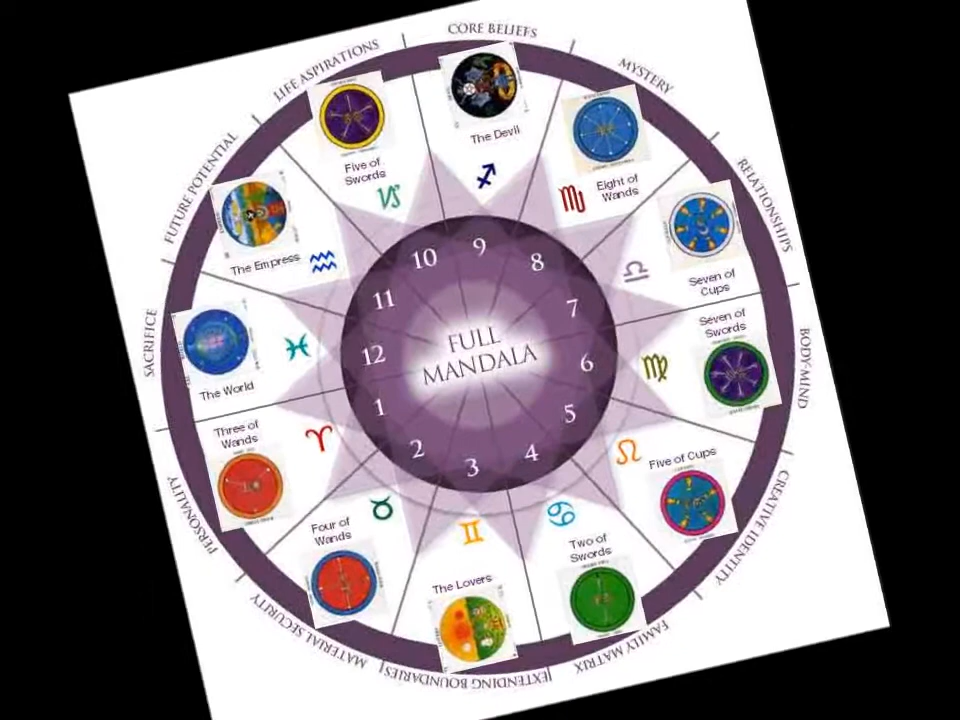 CORE BELIEFS
LIFE ASPIRATIONS
MYSTERY
FUTURE POTENTIAL
RELATIONSHIPS
SACRIFICE
BODY-MIND
PERSONALITY
CREATIVE IDENTITY
MATERIAL SECURITY
EXTENDING BOUNDARIES
FAMILY MATRIX
The Devil
Five of
Swords
Eight of
Wands
The Empress
Seven of
Cups
The World
Seven of
Swords
Three of
Wands
Five of Cups
Four of
Wands
The Lovers
Two of
Swords
♐
♑
♏
♒
♎
♓
♍
♈
♌
♉
♊
♋
10
9
8
11
7
12
6
1
5
2
3
4
FULL
MANDALA